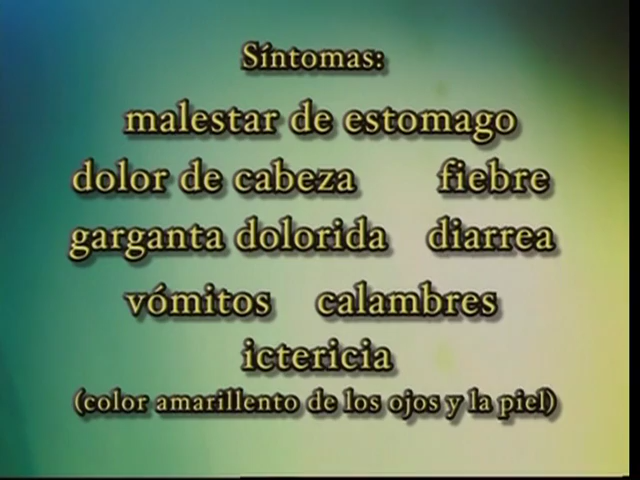 Síntomas:
malestar de estomago
dolor de cabeza fiebre
garganta dolorida diarrea
vómitos calambres
ictericia
(color amarillento de los ojos y la piel)